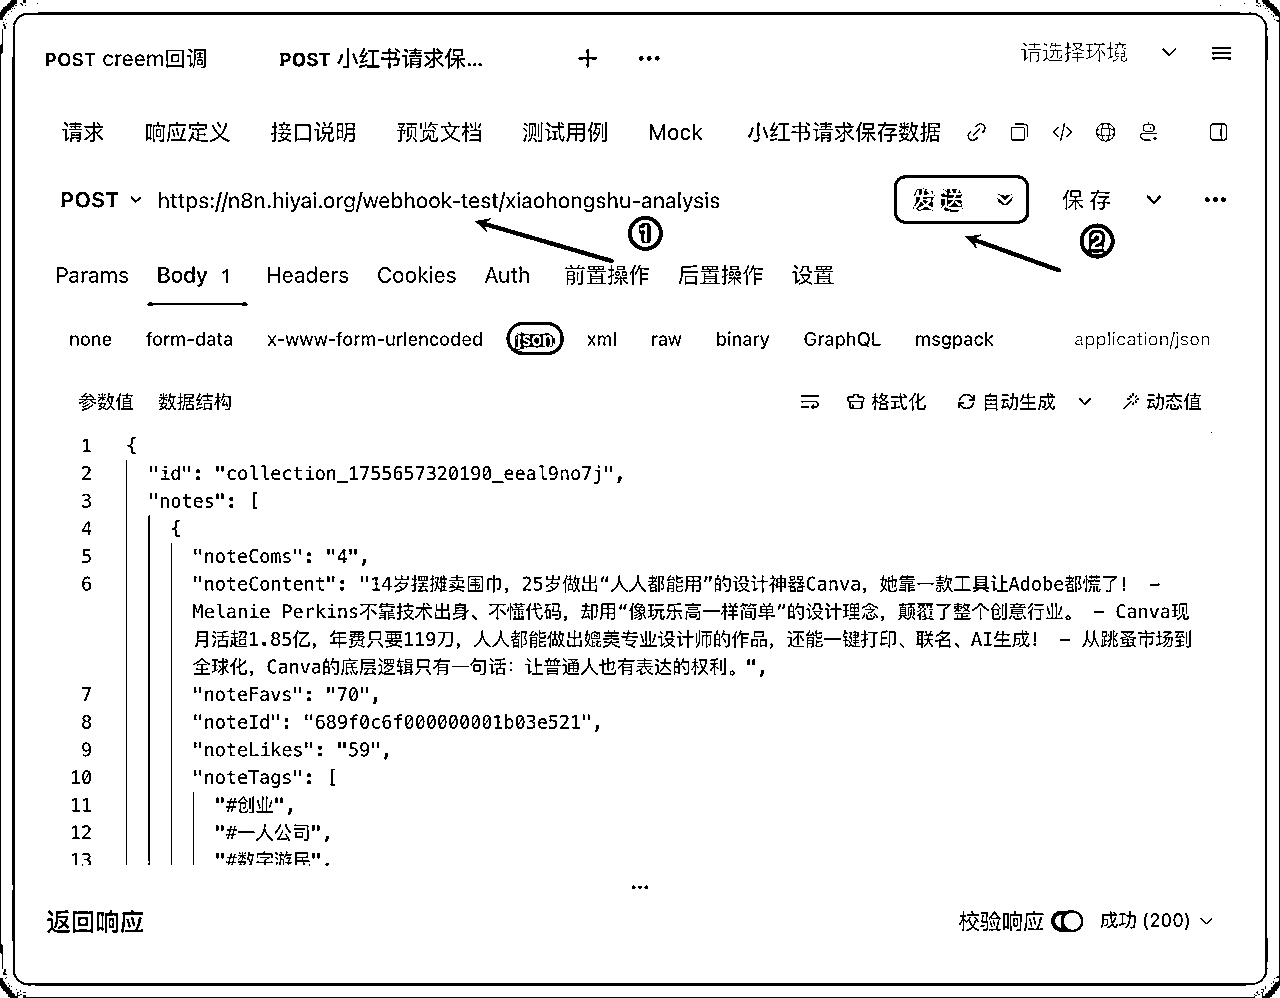 POST creem回调 POST 小红书请求保... 请选择环境
请求 响应定义 接口说明 预览文档 测试用例 Mock 小红书请求保存数据
POST https://n8n.hiyai.org/webhook-test/xiaohongshu-analysis 发送 保存
① ②
Params Body 1 Headers Cookies Auth 前置操作 后置操作 设置
none form-data x-www-form-urlencoded json xml raw binary GraphQL msgpack application/json
参数值 数据结构 格式化 自动生成 动态值
1 {
2 "id": "collection_1755657320190_eeal9no7j",
3 "notes": [
4 {
5 "noteComs": "4",
6 "noteContent": "14岁摆摊卖围巾，25岁做出“人人都能用”的设计神器Canva，她靠一款工具让Adobe都慌了！ —
Melanie Perkins不靠技术出身、不懂代码，却用“像玩乐高一样简单”的设计理念，颠覆了整个创意行业。 — Canva现
月活超1.85亿，年费只要119刀，人人都能做出媲美专业设计师的作品，还能一键打印、联名、AI生成！ — 从跳蚤市场到
全球化，Canva的底层逻辑只有一句话：让普通人也有表达的权利。",
7 "noteFavs": "70",
8 "noteId": "689f0c6f000000001b03e521",
9 "noteLikes": "59",
10 "noteTags": [
11 "#创业",
12 "#一人公司",
13 "#数字游民",
...
返回响应 校验响应 成功 (200)